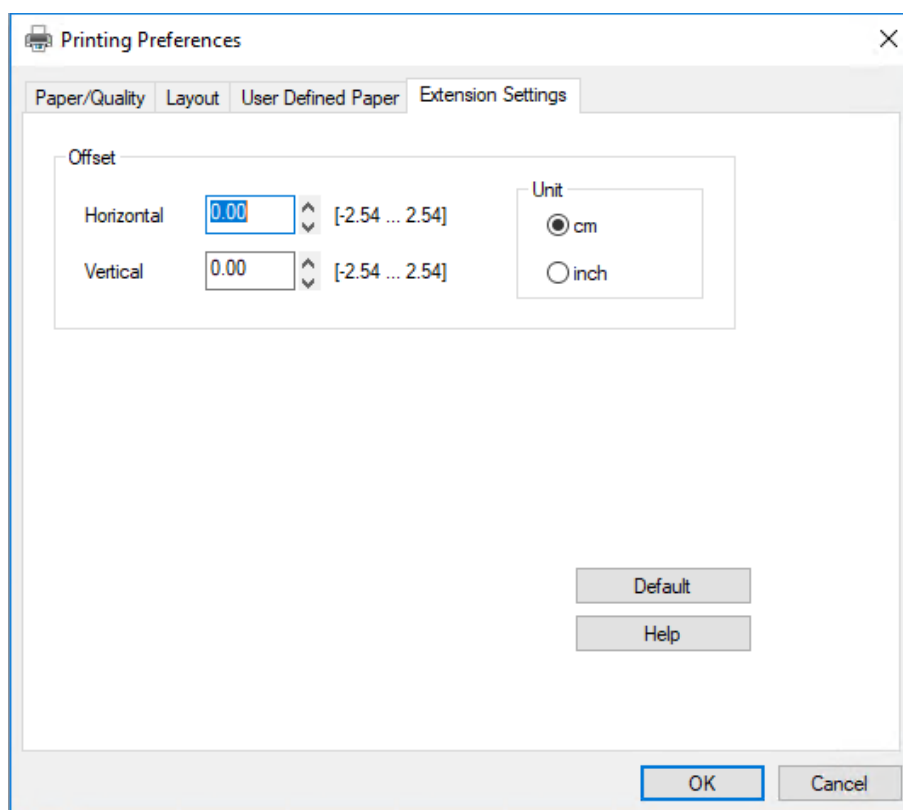 Printing Preferences
Paper/Quality Layout User Defined Paper Extension Settings
Offset
Unit
Horizontal 0.00 [-2.54 ... 2.54]
cm
Vertical 0.00 [-2.54 ... 2.54]
inch
Default
Help
OK Cancel